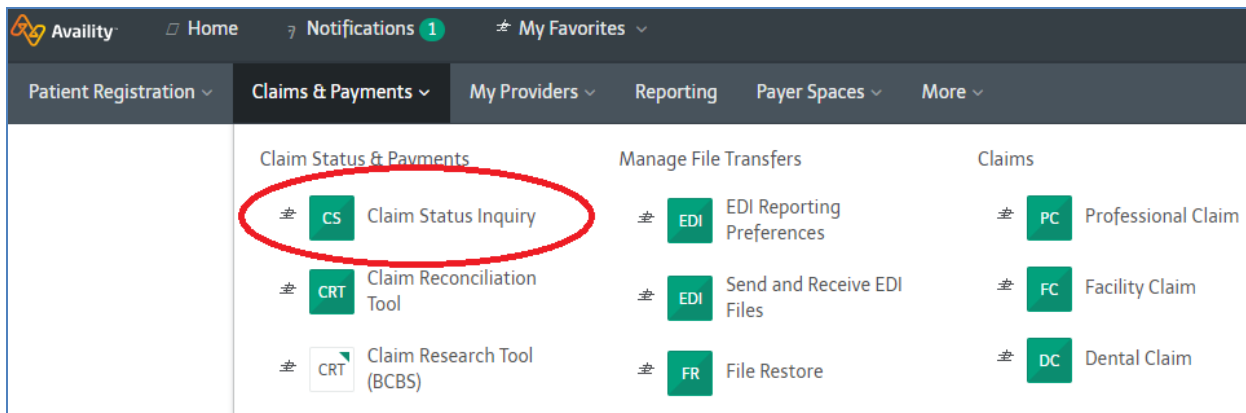 Availity
Home
Notifications 1
My Favorites
Patient Registration
Claims & Payments
My Providers
Reporting
Payer Spaces
More
Claim Status & Payments
CS Claim Status Inquiry
CRT Claim Reconciliation
Tool
CRT Claim Research Tool
(BCBS)
Manage File Transfers
EDI EDI Reporting
Preferences
EDI Send and Receive EDI
Files
FR File Restore
Claims
PC Professional Claim
FC Facility Claim
DC Dental Claim